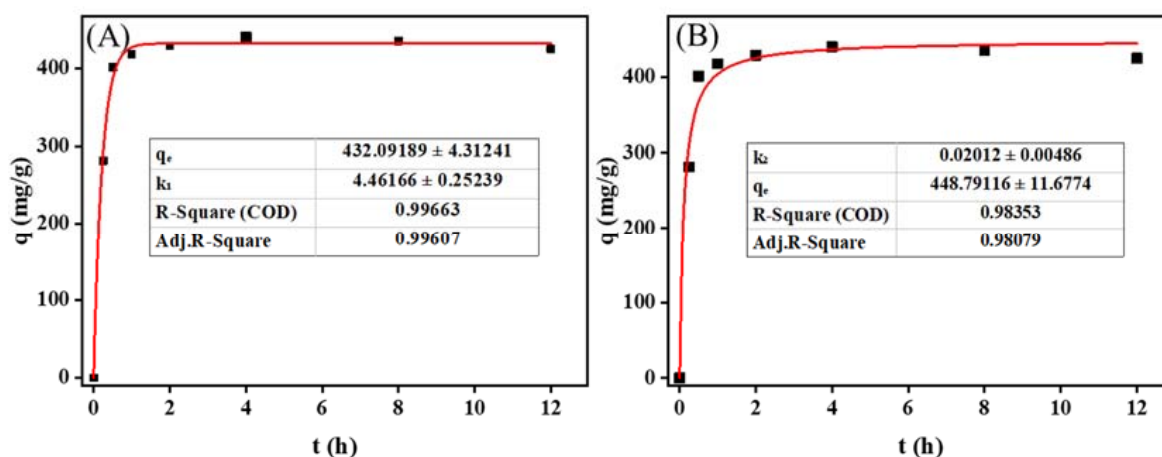 (A)
q (mg/g)
400
300
200
100
0
qₑ 432.09189 ± 4.31241
k₁ 4.46166 ± 0.25239
R-Square (COD) 0.99663
Adj.R-Square 0.99607
0 2 4 6 8 10 12
t (h)
(B)
q (mg/g)
400
300
200
100
0
k₂ 0.02012 ± 0.00486
qₑ 448.79116 ± 11.6774
R-Square (COD) 0.98353
Adj.R-Square 0.98079
0 2 4 6 8 10 12
t (h)